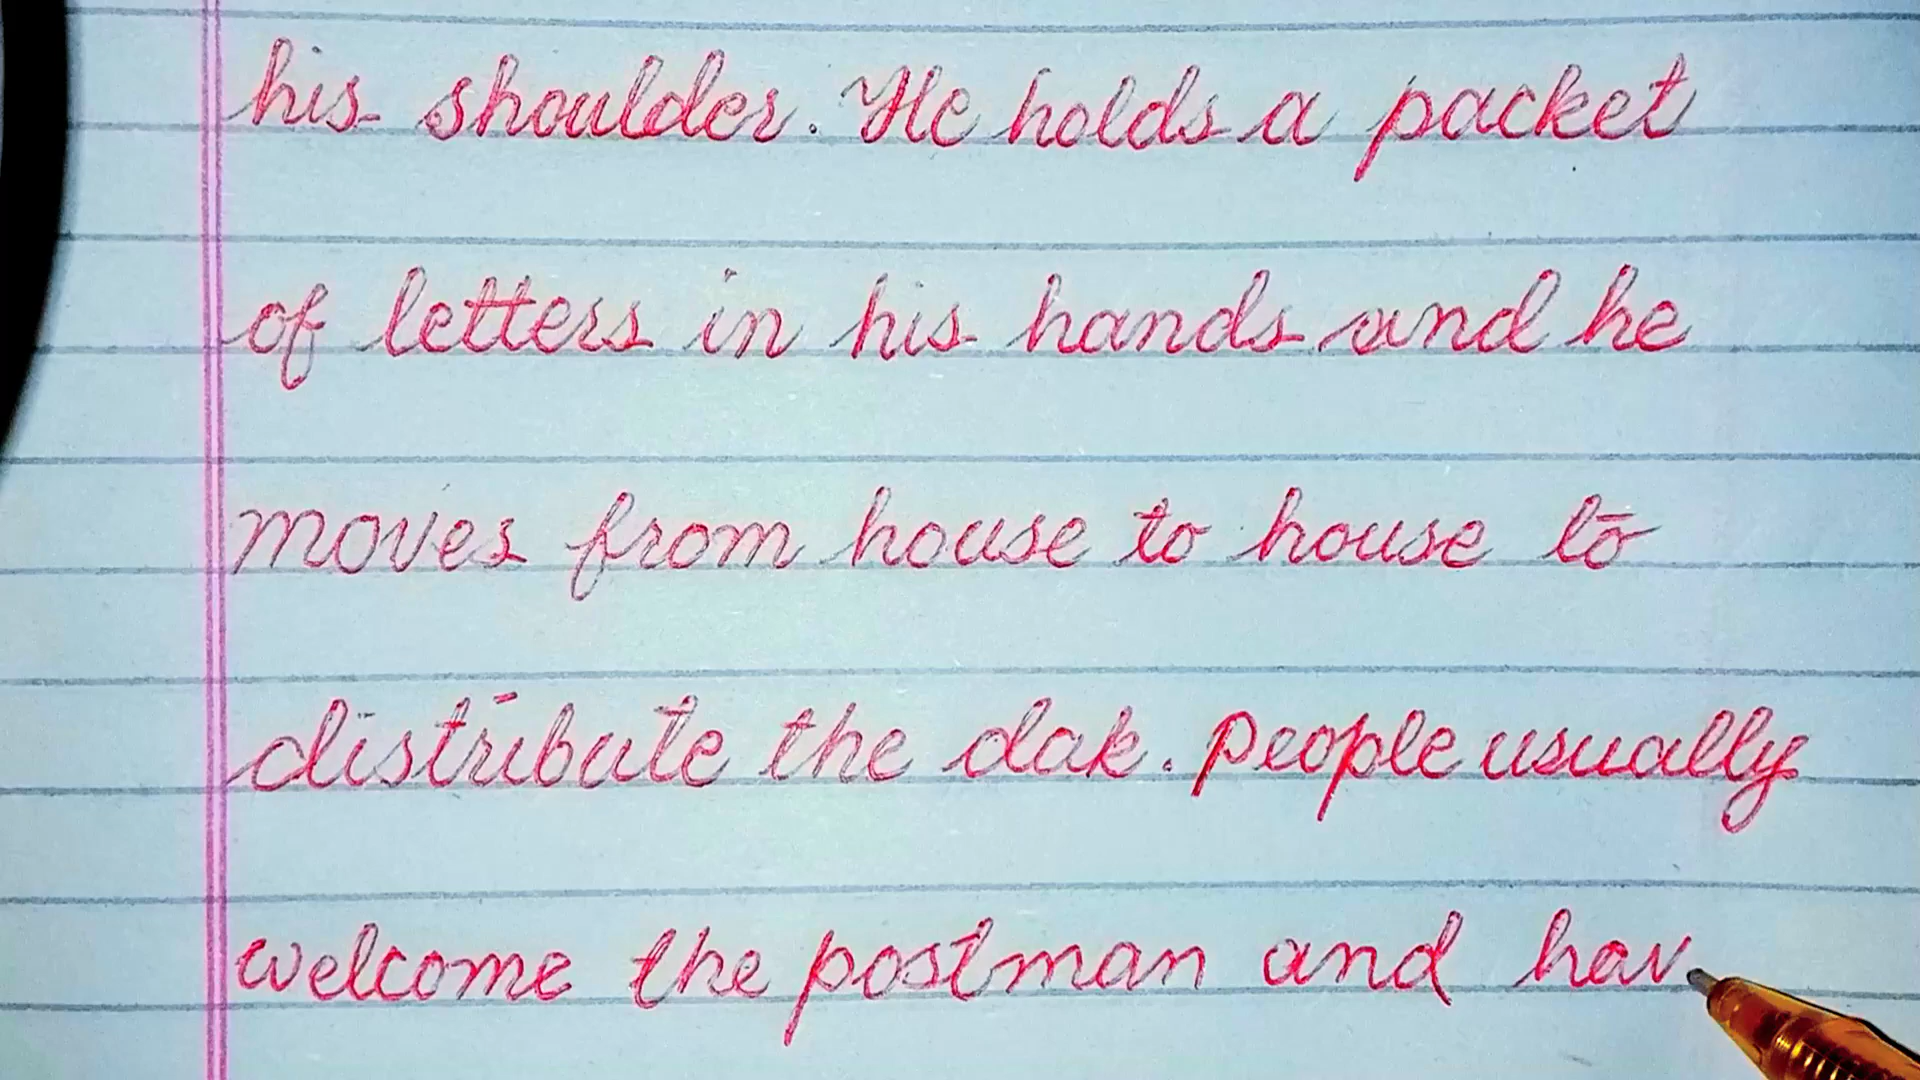 his shoulder. He holds a packet
of letters in his hands and he
moves from house to house to
distribute the dak. People usually
welcome the postman and hav